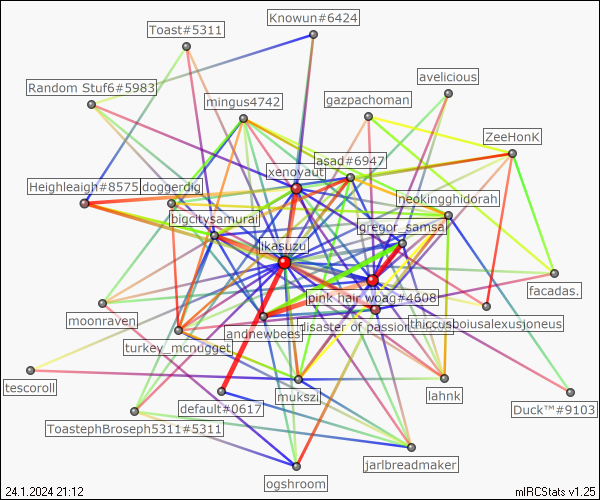 Knowun#6424
Toast#5311
avelicious
Random Stuf6#5983
gazpachoman
mingus4742
ZeeHonK
asad#6947
xenoyaut
Heighleaigh#8575
doggerdig
neokingghidorah
bigcitysamurai
gregor_samsa
lkasuzu
facadas.
pink hair woag#4608
moonraven
andnewbees
disaster of passion
thiccusboiusalexusjoneus
turkey_mcnugget
tescoroll
mukszi
lahnk
default#0617
Duck™#9103
ToastephBroseph5311#5311
jarlbreadmaker
ogshroom
24.1.2024 21:12
mIRCStats v1.25